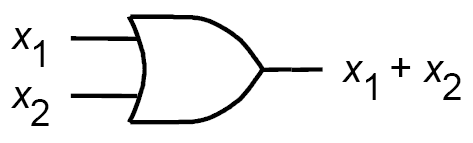 x₁
x₂
x₁ + x₂